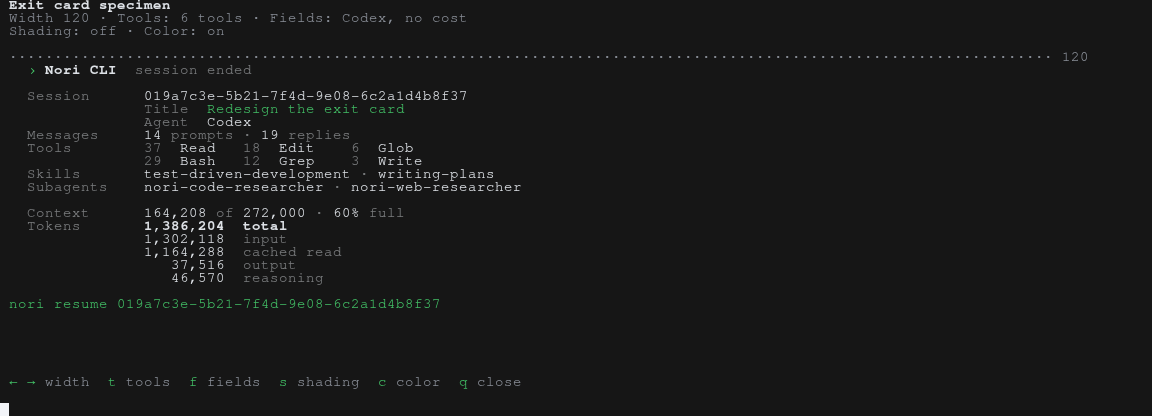 Exit card specimen
Width 120 · Tools: 6 tools · Fields: Codex, no cost
Shading: off · Color: on
···················································································································· 120
› Nori CLI  session ended
Session      019a7c3e-5b21-7f4d-9e08-6c2a1d4b8f37
Title  Redesign the exit card
Agent  Codex
Messages     14 prompts · 19 replies
Tools        37  Read   18  Edit    6  Glob
29  Bash   12  Grep    3  Write
Skills       test-driven-development · writing-plans
Subagents    nori-code-researcher · nori-web-researcher
Context      164,208 of 272,000 · 60% full
Tokens       1,386,204  total
1,302,118  input
1,164,288  cached read
37,516  output
46,570  reasoning
nori resume 019a7c3e-5b21-7f4d-9e08-6c2a1d4b8f37
← → width  t tools  f fields  s shading  c color  q close